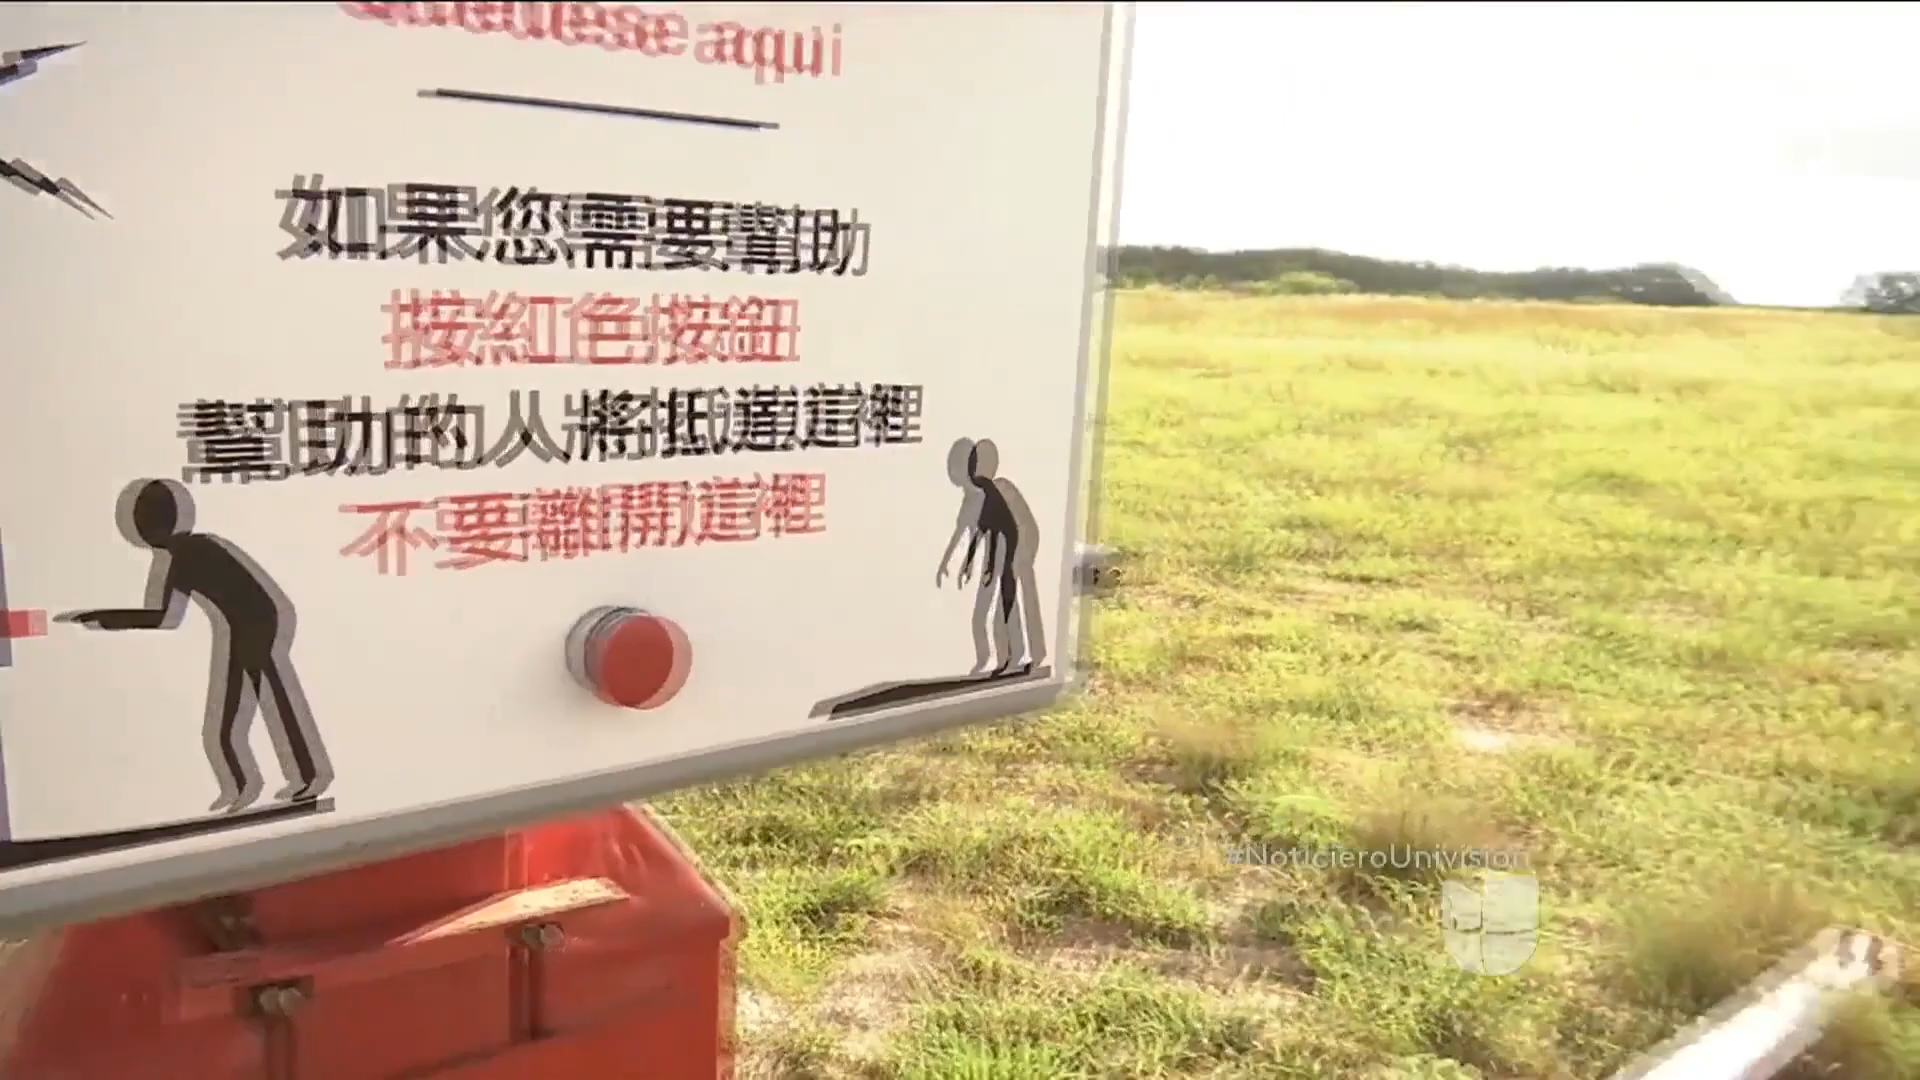 aquí
如果您需要幫助
按紅色按鈕
幫助的人將抵達這裡
不要離開這裡
#NoticieroUnivision